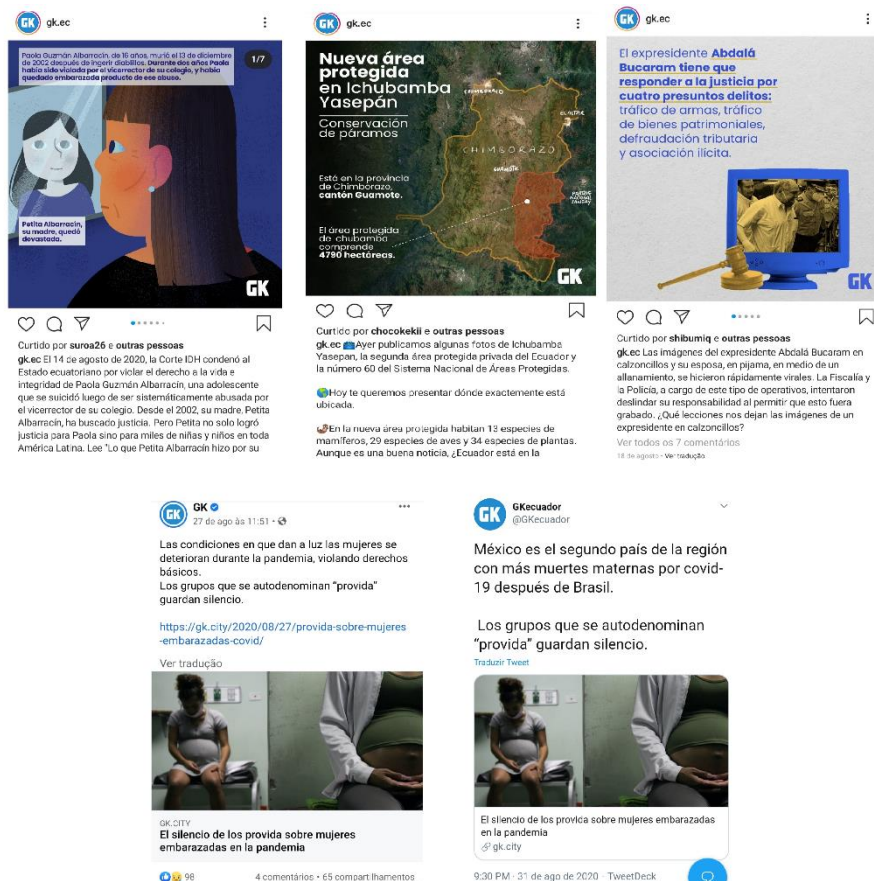 GK gk.ec
Paola Guzmán Albarracín, de 16 años, murió el 13 de diciembre
de 2002 después de ingerir diablillos. Durante dos años Paola
había sido violada por el vicerrector de su colegio, y había
quedado embarazada producto de ese abuso.
1/7
Petita Albarracín,
su madre, quedó
devastada.
GK
Curtido por suroa26 e outras pessoas
gk.ec El 14 de agosto de 2020, la Corte IDH condenó al
Estado ecuatoriano por violar el derecho a la vida e
integridad de Paola Guzmán Albarracín, una adolescente
que se suicidó luego de ser sistemáticamente abusada por
el vicerrector de su colegio. Desde el 2002, su madre, Petita
Albarracín, ha buscado justicia. Pero Petita no solo logró
justicia para Paola sino para miles de niñas y niños en toda
América Latina. Lee "Lo que Petita Albarracín hizo por su
GK gk.ec
Nueva área
protegida
en Ichubamba
Yasepán
Conservación
de páramos
CHIMBORAZO
EL ALTAR
CHIMBORAZO
GUAMOTE
Está en la provincia
de Chimborazo,
cantón Guamote.
PARQUE
NACIONAL
SANGAY
El área protegida
de chubamba
comprende
4790 hectáreas.
GK
Curtido por chocokekii e outras pessoas
gk.ec Ayer publicamos algunas fotos de Ichubamba
Yasepan, la segunda área protegida privada del Ecuador y
la número 60 del Sistema Nacional de Áreas Protegidas.
Hoy te queremos presentar dónde exactamente está
ubicada.
En la nueva área protegida habitan 13 especies de
mamíferos, 29 especies de aves y 34 especies de plantas.
Aunque es una buena noticia, ¿Ecuador está en la
GK gk.ec
El expresidente Abdalá
Bucaram tiene que
responder a la justicia por
cuatro presuntos delitos:
tráfico de armas, tráfico
de bienes patrimoniales,
defraudación tributaria
y asociación ilícita.
GK
Curtido por shibumiq e outras pessoas
gk.ec Las imágenes del expresidente Abdalá Bucaram en
calzoncillos y su esposa, en pijama, en medio de un
allanamiento, se hicieron rápidamente virales. La Fiscalía y
la Policía, a cargo de este tipo de operativos, intentaron
deslindar su responsabilidad al permitir que esto fuera
grabado. ¿Qué lecciones nos dejan las imágenes de un
expresidente en calzoncillos?
Ver todos os 7 comentários
18 de agosto • Ver tradução
GK GK
27 de ago às 11:51 •
Las condiciones en que dan a luz las mujeres se
deterioran durante la pandemia, violando derechos
básicos.
Los grupos que se autodenominan “provida”
guardan silencio.
https://gk.city/2020/08/27/provida-sobre-mujeres
-embarazadas-covid/
Ver tradução
GK.CITY
El silencio de los provida sobre mujeres
embarazadas en la pandemia
98 4 comentários • 65 compartilhamentos
GK GKecuador
@GKecuador
México es el segundo país de la región
con más muertes maternas por covid-
19 después de Brasil.
Los grupos que se autodenominan
“provida” guardan silencio.
Traduzir Tweet
El silencio de los provida sobre mujeres embarazadas
en la pandemia
gk.city
9:30 PM · 31 de ago de 2020 · TweetDeck